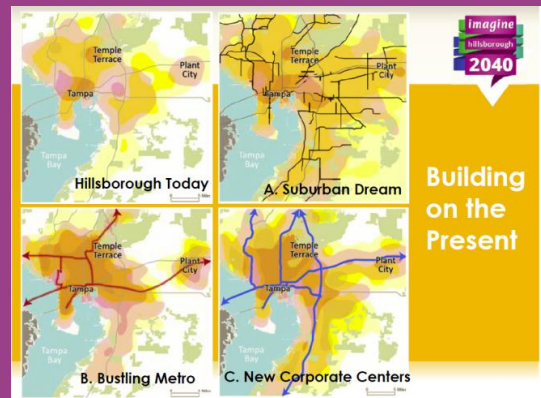 Temple
Terrace
Plant
City
Tampa
Tampa
Bay
Hillsborough Today
Temple
Terrace
Plant
City
Tampa
Tampa
Bay
A. Suburban Dream
imagine
hillsborough
2040
Building
on the
Present
Temple
Terrace
Plant
City
Tampa
Tampa
Bay
B. Bustling Metro
Temple
Terrace
Plant
City
Tampa
Tampa
Bay
C. New Corporate Centers